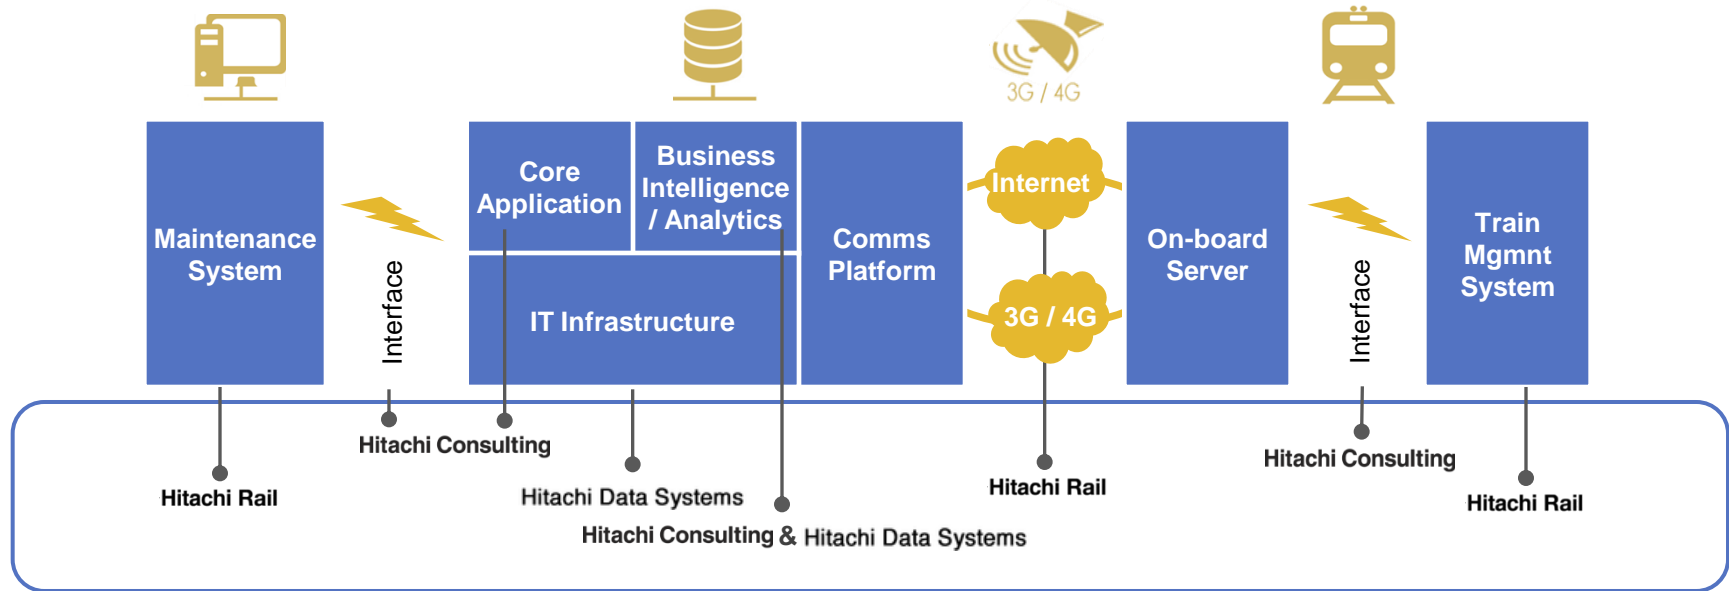 3G / 4G
Maintenance
System
Interface
Core
Application
Business
Intelligence
/ Analytics
IT Infrastructure
Comms
Platform
Internet
3G / 4G
On-board
Server
Interface
Train
Mgmnt
System
Hitachi Rail
Hitachi Consulting
Hitachi Data Systems
Hitachi Consulting & Hitachi Data Systems
Hitachi Rail
Hitachi Consulting
Hitachi Rail